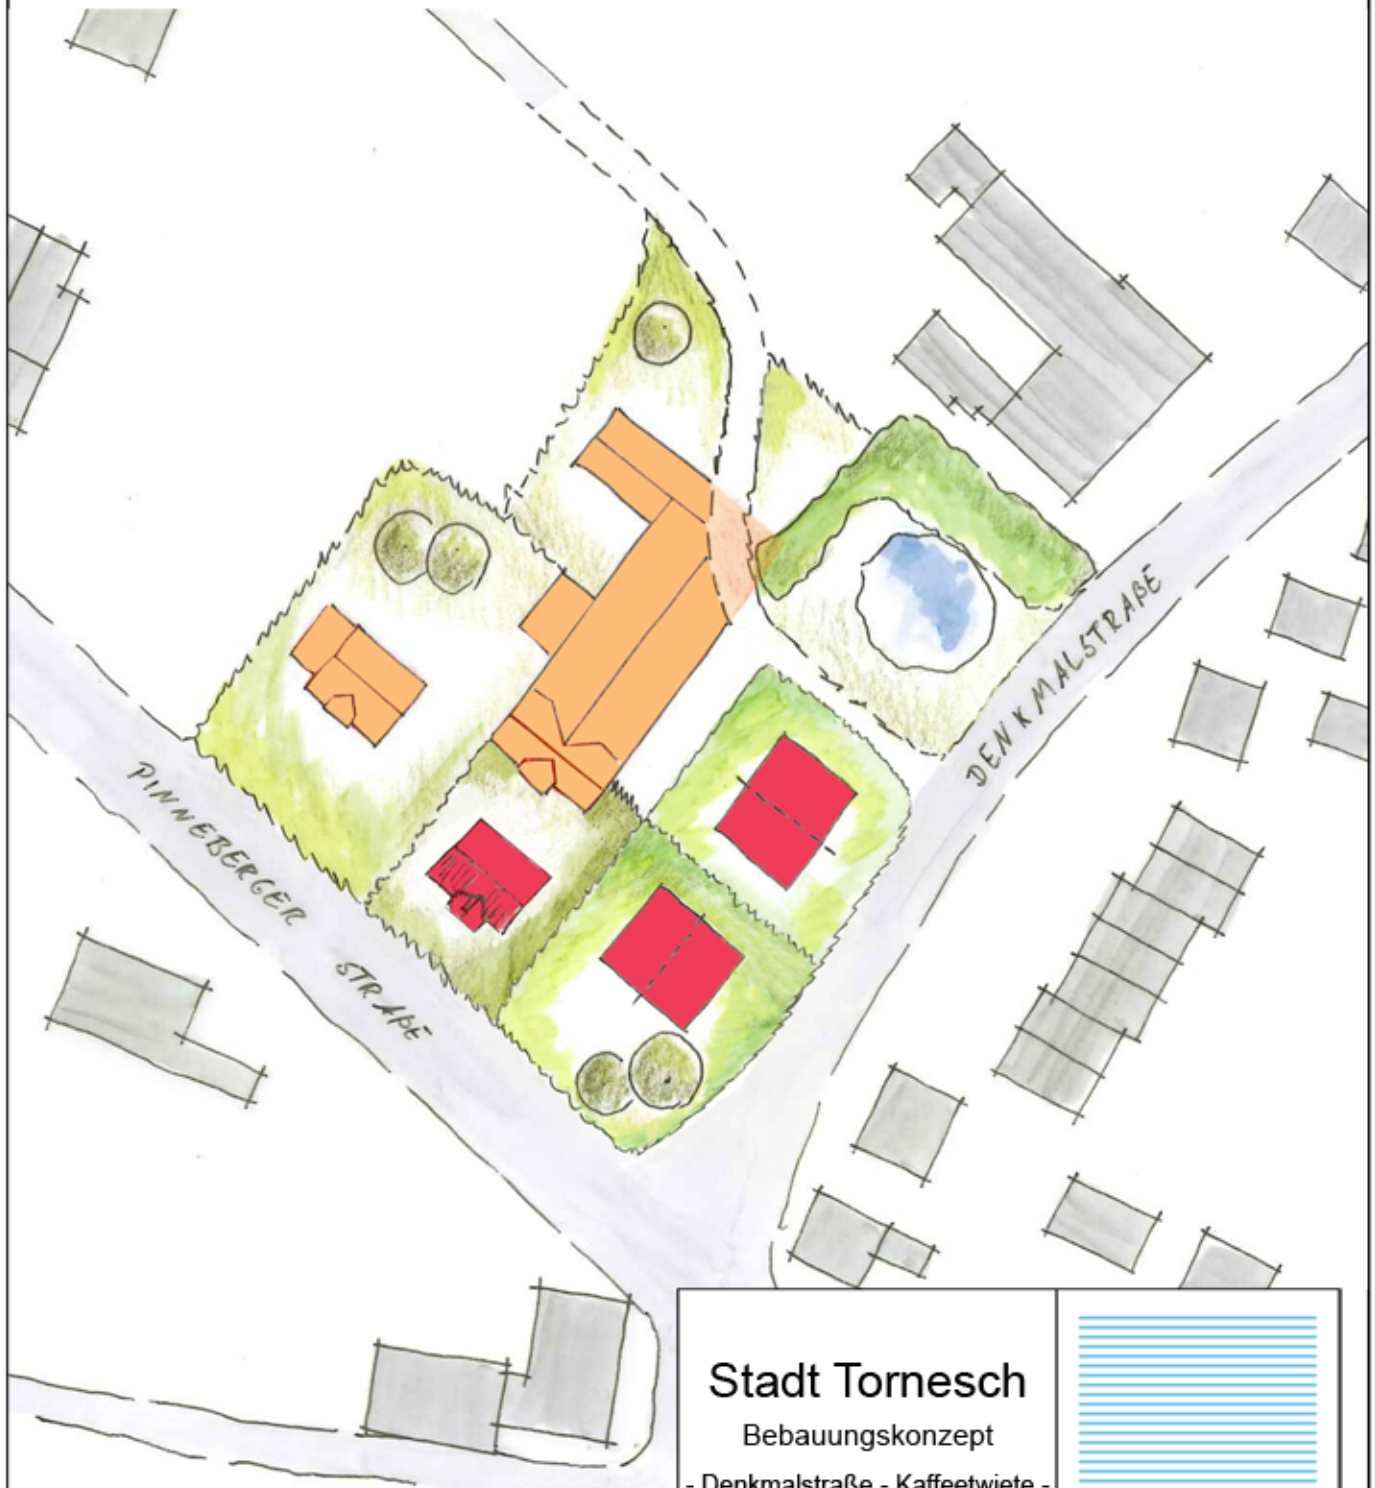 DENKMALSTRAßE
PINNEBERGER
STRAßE
Stadt Tornesch
Bebauungskonzept
- Denkmalstraße - Kaffeetwiete -